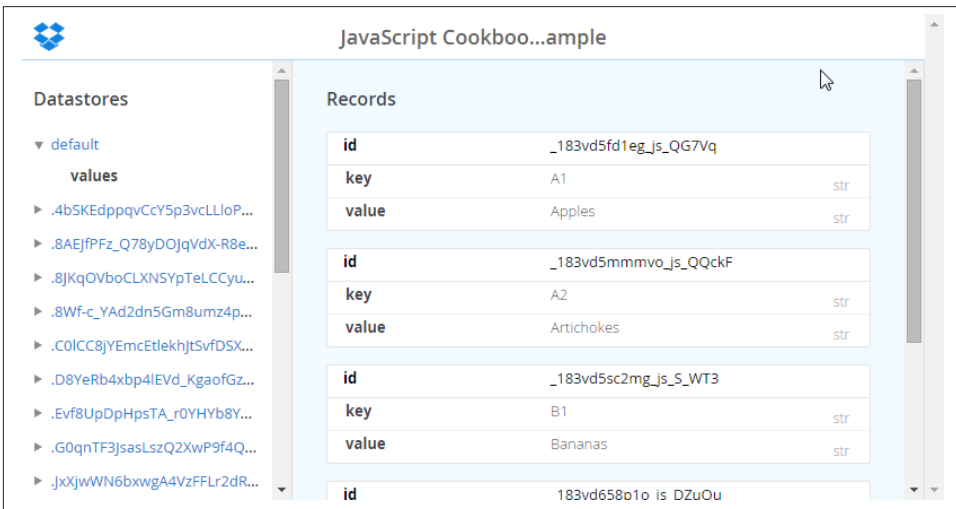 JavaScript Cookboo...ample
Datastores
default
values
.4bSKEdppqvCcY5p3vcLLloP...
.8AEJfPFz_Q78yDOJqVdX-R8e...
.8JKqOVboCLXNSYpTeLCCyu...
.8Wf-c_YAd2dn5Gm8umz4p...
.C0lCC8jYEmcEtlekhJtSvfDSX...
.D8YeRb4xbp4lEVd_KgaofGz...
.Evf8UpDpHpsTA_r0YHYb8Y...
.G0qnTF3JsasLszQ2XwP9f4Q...
.JxXjwWN6bxwgA4VzFFLr2dR...
Records
id _183vd5fd1eg_js_QG7Vq
key A1 str
value Apples str
id _183vd5mmmvo_js_QQckF
key A2 str
value Artichokes str
id _183vd5sc2mg_js_S_WT3
key B1 str
value Bananas str
id _183vd658p1o_js_DZuOu